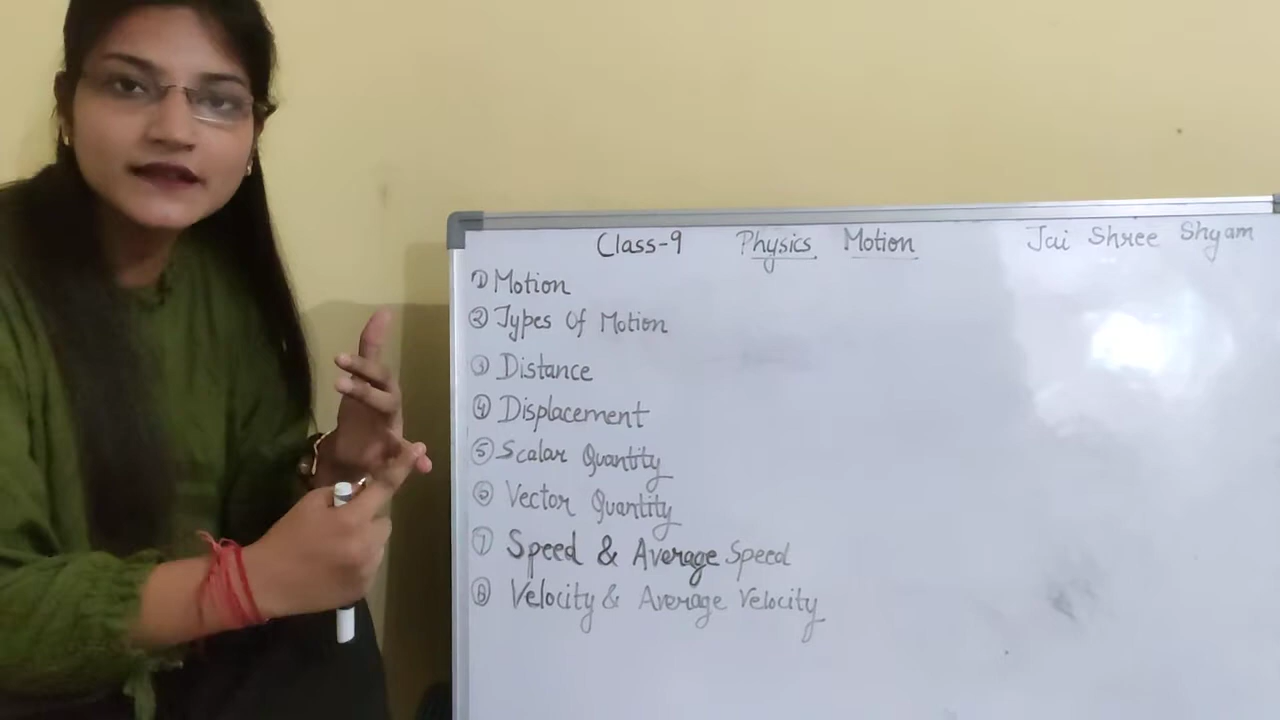 Class-9 Physics Motion Jai Shree Shyam
① Motion
② Types Of Motion
③ Distance
④ Displacement
⑤ Scalar Quantity
⑥ Vector Quantity
⑦ Speed & Average Speed
⑧ Velocity & Average Velocity